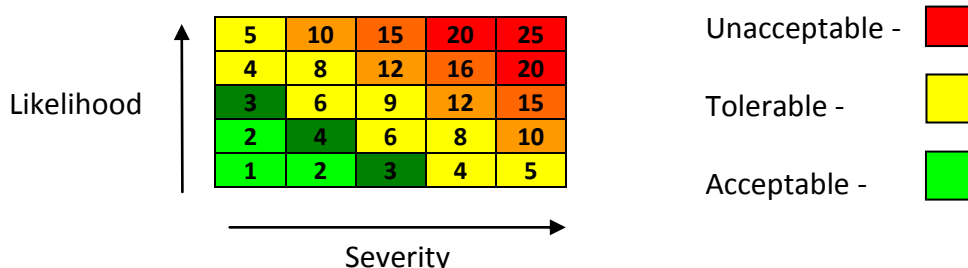 5 10 15 20 25
4 8 12 16 20
3 6 9 12 15
2 4 6 8 10
1 2 3 4 5
Likelihood
Severity
Unacceptable -
Tolerable -
Acceptable -